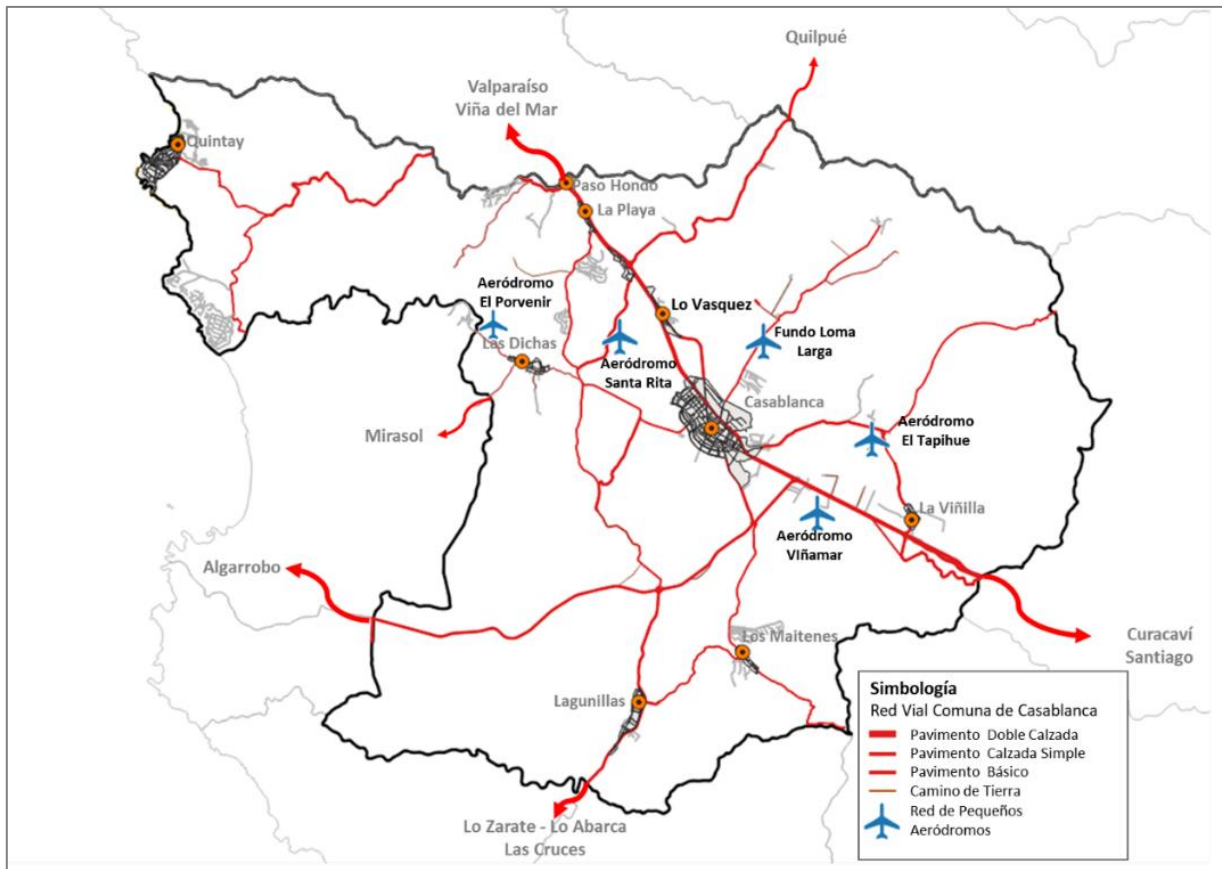 Quilpué
Valparaíso
Viña del Mar
Quintay
Paso Hondo
La Playa
Aeródromo
El Porvenir
Lo Vasquez
Las Dichas
Aeródromo
Santa Rita
Fundo Loma
Larga
Casablanca
Mirasol
Aeródromo
El Tapihue
La Viñilla
Aeródromo
VIñamar
Algarrobo
Los Maitenes
Curacaví
Santiago
Lagunillas
Lo Zarate - Lo Abarca
Las Cruces
Simbología
Red Vial Comuna de Casablanca
Pavimento Doble Calzada
Pavimento Calzada Simple
Pavimento Básico
Camino de Tierra
Red de Pequeños
Aeródromos